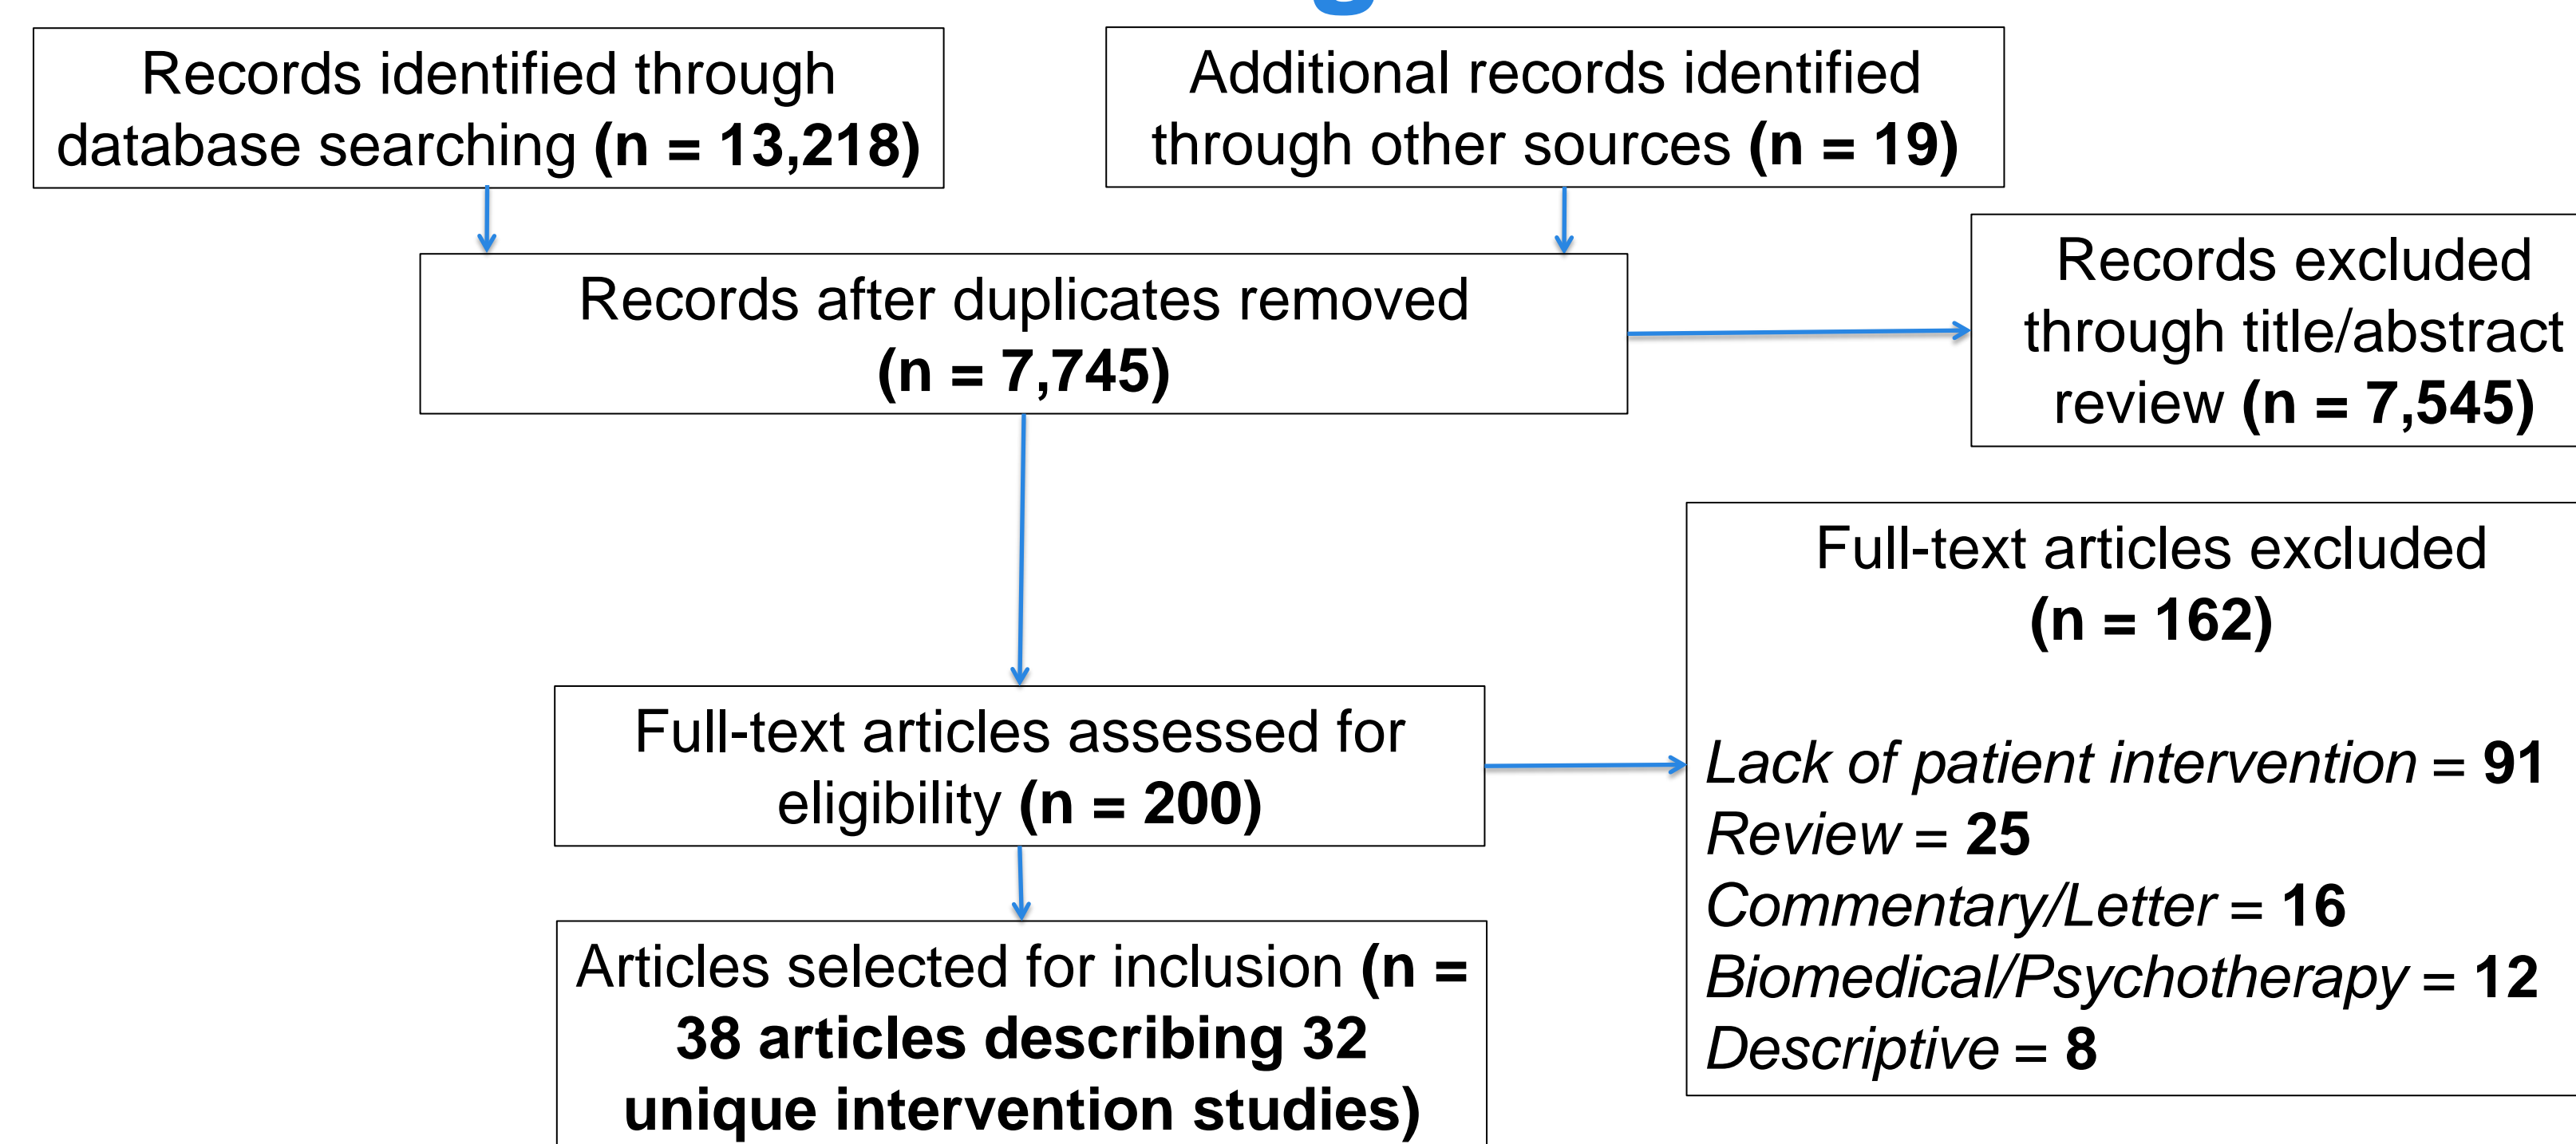 Records identified through
database searching (n = 13,218)
Additional records identified
through other sources (n = 19)
Records after duplicates removed
(n = 7,745)
Records excluded
through title/abstract
review (n = 7,545)
Full-text articles assessed for
eligibility (n = 200)
Full-text articles excluded
(n = 162)
Lack of patient intervention = 91
Review = 25
Commentary/Letter = 16
Biomedical/Psychotherapy = 12
Descriptive = 8
Articles selected for inclusion (n =
38 articles describing 32
unique intervention studies)